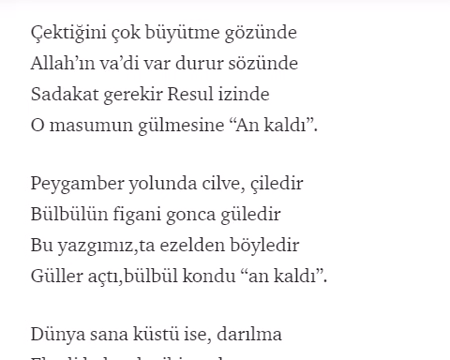 Çektiğini çok büyütme gözünde
Allah’ın va’di var durur sözünde
Sadakat gerekir Resul izinde
O masumun gülmesine “An kaldı”.
Peygamber yolunda cilve, çiledir
Bülbülün figani gonca güledir
Bu yazgımız,ta ezelden böyledir
Güller açtı,bülbül kondu “an kaldı”.
Dünya sana küstü ise, darılma